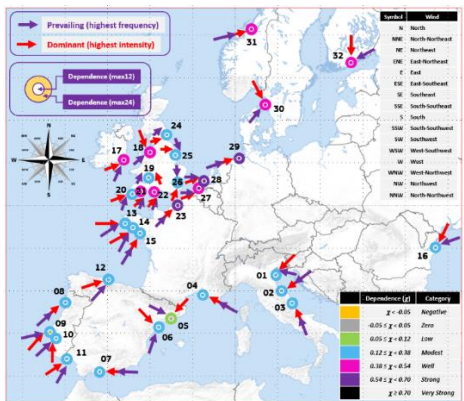 Prevailing (highest frequency)
Dominant (highest intensity)
Dependence (max12)
Dependence (max24)
N
W
E
S
Symbol Wind
N North
NNE North-Northeast
NE Northeast
ENE East-Northeast
E East
ESE East-Southeast
SE Southeast
SSE South-Southeast
S South
SSW South-Southwest
SW Southwest
WSW West-Southwest
W West
WNW West-Northwest
NW Northwest
NNW North-Northwest
31
32
30
24
17
18
25
29
19
26
28
20
21
22
27
23
13
14
15
16
12
04
01
02
03
08
09
10
05
06
11
07
Dependence (χ) Category
χ < -0.05 Negative
-0.05 ≤ χ < 0.05 Zero
0.05 ≤ χ < 0.12 Low
0.12 ≤ χ < 0.38 Modest
0.38 ≤ χ < 0.54 Well
0.54 ≤ χ < 0.70 Strong
χ ≥ 0.70 Very Strong